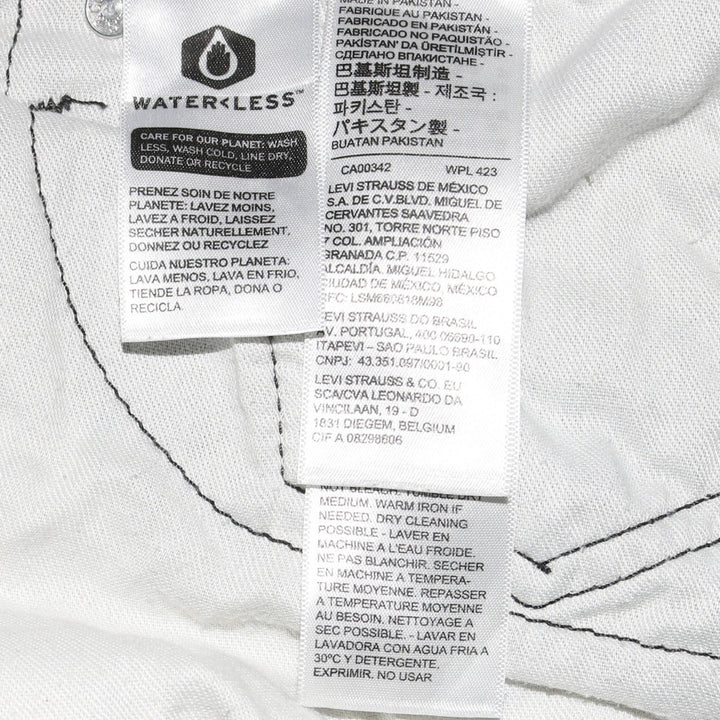 WATER<LESS™
CARE FOR OUR PLANET: WASH
LESS, WASH COLD, LINE DRY,
DONATE OR RECYCLE
PRENEZ SOIN DE NOTRE
PLANETE: LAVEZ MOINS,
LAVEZ A FROID, LAISSEZ
SECHER NATURELLEMENT,
DONNEZ OU RECYCLEZ
CUIDA NUESTRO PLANETA:
LAVA MENOS, LAVA EN FRIO,
TIENDE LA ROPA, DONA O
RECICLA.
MADE IN PAKISTAN -
FABRIQUE AU PAKISTAN -
FABRICADO EN PAKISTÁN -
FABRICADO NO PAQUISTÃO -
PAKİSTAN'DA ÜRETİLMİŞTİR -
СДЕЛАНО ВПАКИСТАНЕ -
巴基斯坦制造 -
巴基斯坦製 - 제조국 :
파키스탄 -
パキスタン製 -
BUATAN PAKISTAN
CA00342 WPL 423
LEVI STRAUSS DE MÉXICO
S.A. DE C.V.BLVD. MIGUEL DE
CERVANTES SAAVEDRA
NO. 301, TORRE NORTE PISO
7 COL. AMPLIACIÓN
GRANADA C.P. 11529
ALCALDÍA. MIGUEL HIDALGO
CIUDAD DE MÉXICO, MÉXICO
RFC: LSM660818M98
LEVI STRAUSS DO BRASIL
AV. PORTUGAL, 400 06690-110
ITAPEVI – SAO PAULO BRASIL
CNPJ: 43.351.097/0001-90
LEVI STRAUSS & CO. EU
SCA/CVA LEONARDO DA
VINCILAAN, 19 - D
1831 DIEGEM, BELGIUM
CIF A 08298606
NOT BLEACH. TUMBLE DRY
MEDIUM. WARM IRON IF
NEEDED. DRY CLEANING
POSSIBLE - LAVER EN
MACHINE A L'EAU FROIDE.
NE PAS BLANCHIR. SECHER
EN MACHINE A TEMPERA-
TURE MOYENNE. REPASSER
A TEMPERATURE MOYENNE
AU BESOIN. NETTOYAGE A
SEC POSSIBLE. - LAVAR EN
LAVADORA CON AGUA FRIA A
30°C Y DETERGENTE,
EXPRIMIR. NO USAR